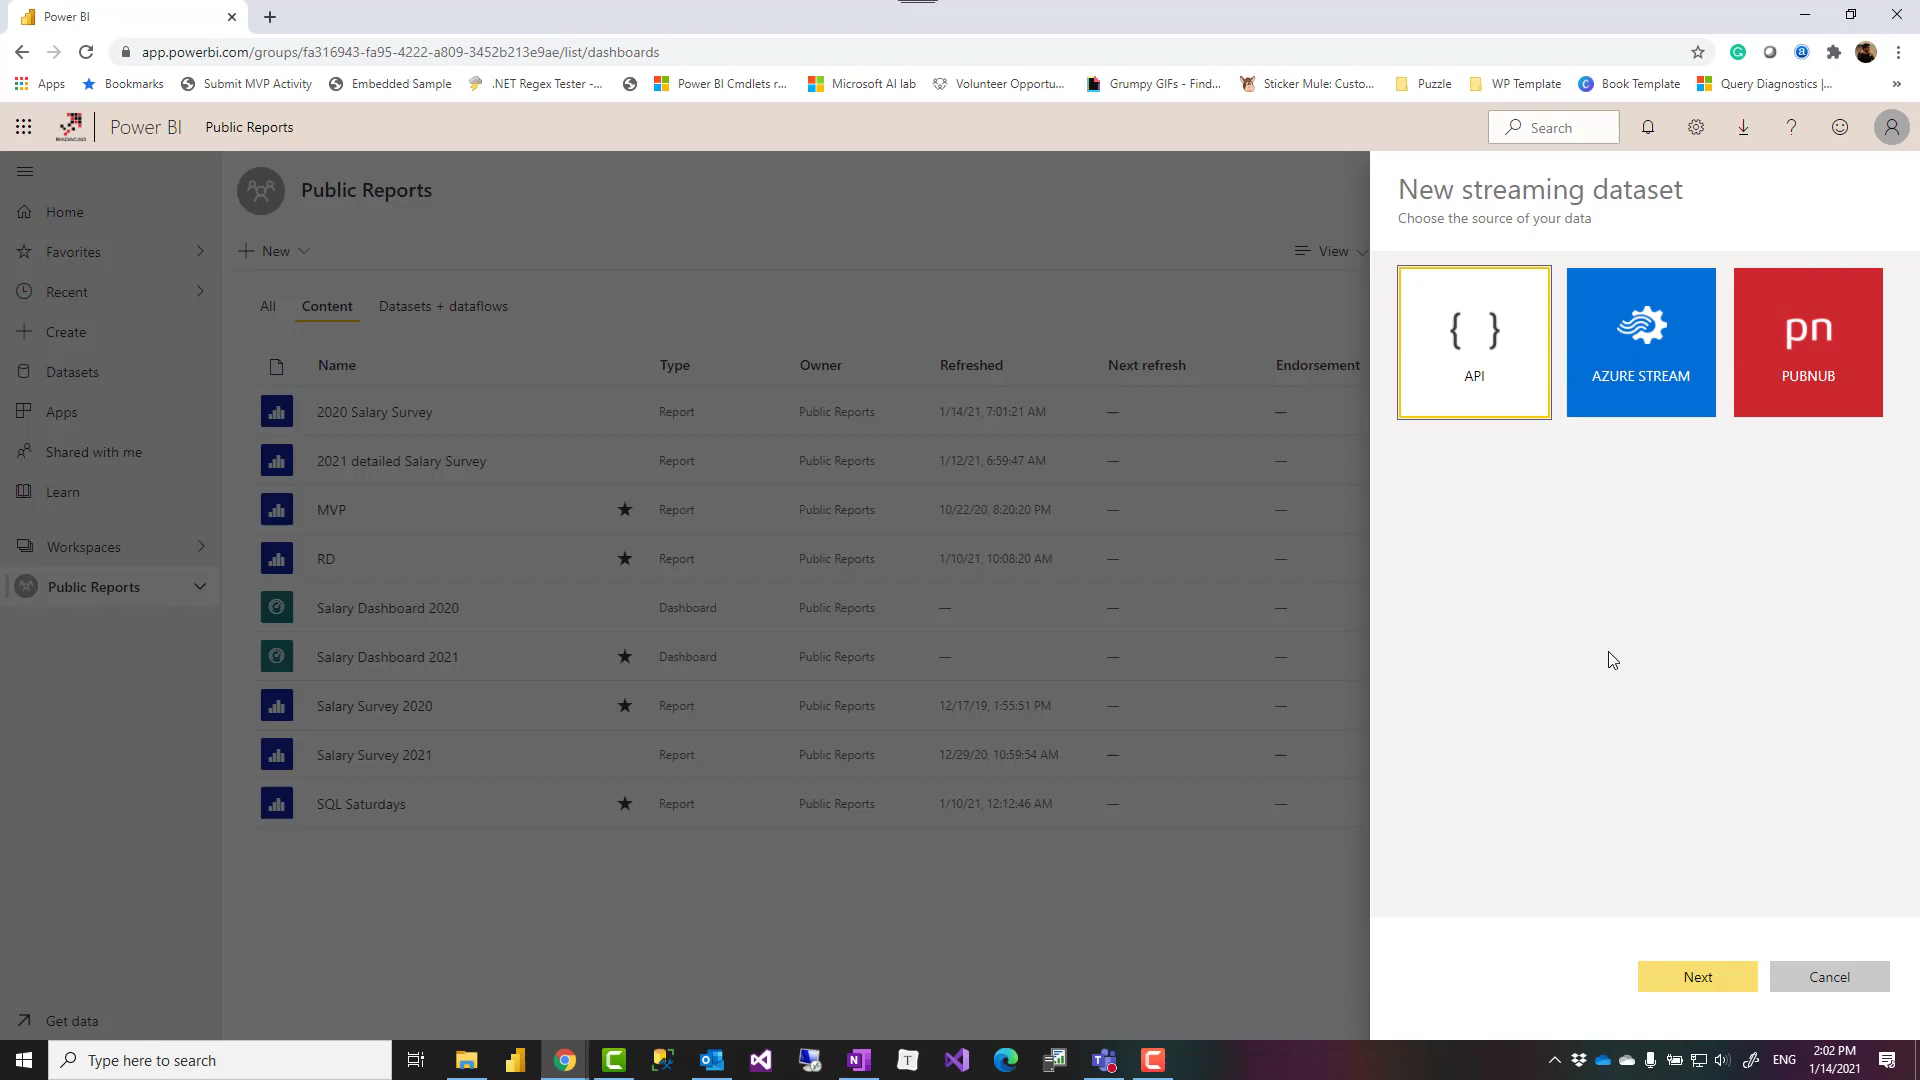 Power BI
app.powerbi.com/groups/fa316943-fa95-4222-a809-3452b213e9ae/list/dashboards
Apps Bookmarks Submit MVP Activity Embedded Sample .NET Regex Tester -... Power BI Cmdlets r... Microsoft AI lab Volunteer Opportu... Grumpy GIFs - Find... Sticker Mule: Custo... Puzzle WP Template Book Template Query Diagnostics |... »
Power BI Public Reports Search
Public Reports
Home
Favorites
Recent
Create
Datasets
Apps
Shared with me
Learn
Workspaces
Public Reports
Get data
New View
All Content Datasets + dataflows
Name Type Owner Refreshed Next refresh Endorsement
2020 Salary Survey Report Public Reports 1/14/21, 7:01:21 AM — —
2021 detailed Salary Survey Report Public Reports 1/12/21, 6:59:47 AM — —
MVP Report Public Reports 10/22/20, 8:20:20 PM — —
RD Report Public Reports 1/10/21, 10:08:20 AM — —
Salary Dashboard 2020 Dashboard Public Reports — — —
Salary Dashboard 2021 Dashboard Public Reports — — —
Salary Survey 2020 Report Public Reports 12/17/19, 1:55:51 PM — —
Salary Survey 2021 Report Public Reports 12/29/20, 10:59:54 AM — —
SQL Saturdays Report Public Reports 1/10/21, 12:12:46 AM — —
New streaming dataset
Choose the source of your data
{ } pn
API AZURE STREAM PUBNUB
Next Cancel
Type here to search
ENG
2:02 PM
1/14/2021